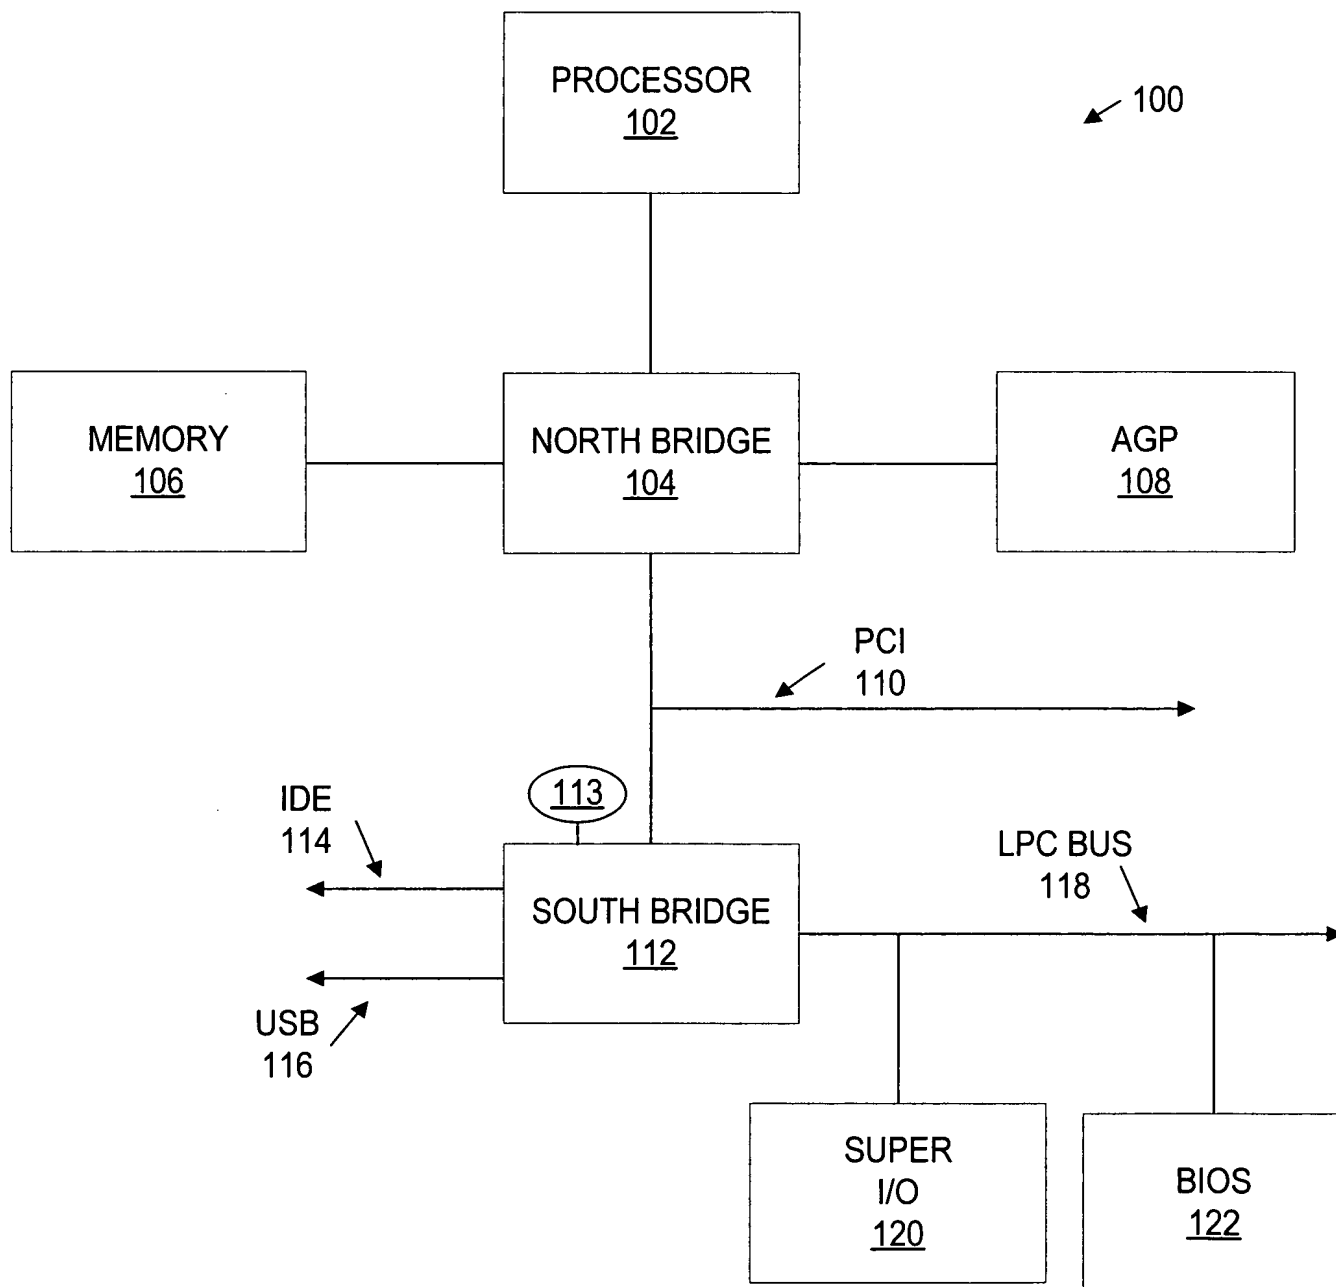 PROCESSOR
102
100
MEMORY
106
NORTH BRIDGE
104
AGP
108
PCI
110
113
IDE
114
LPC BUS
118
SOUTH BRIDGE
112
USB
116
SUPER
I/O
120
BIOS
122